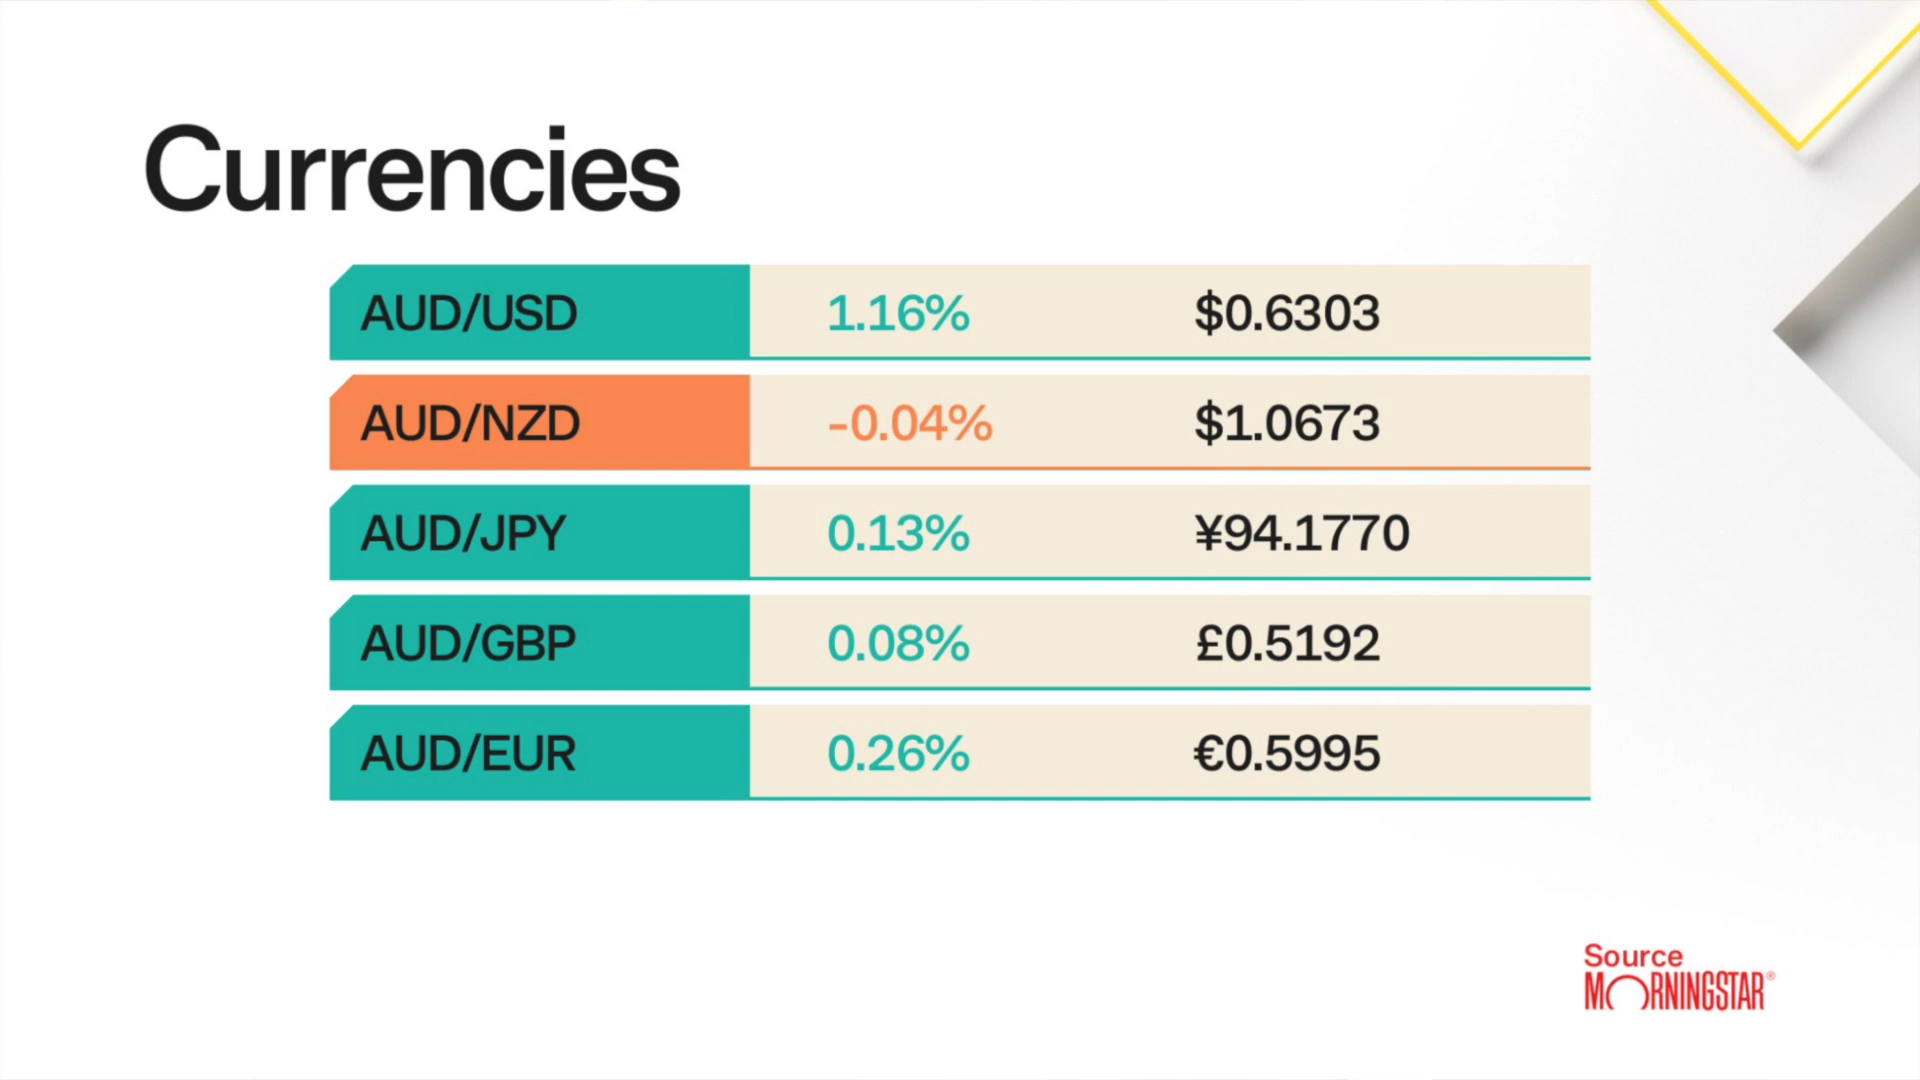 Currencies
AUD/USD 1.16% $0.6303
AUD/NZD -0.04% $1.0673
AUD/JPY 0.13% ¥94.1770
AUD/GBP 0.08% £0.5192
AUD/EUR 0.26% €0.5995
Source
MORNINGSTAR®